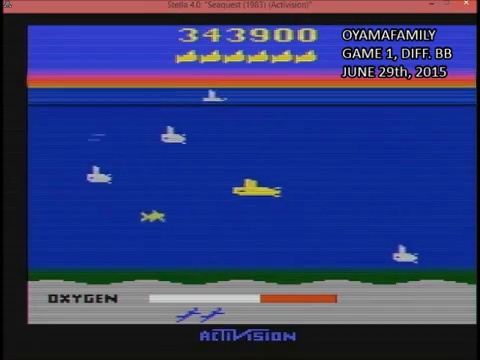 Stella 4.0: "Seaquest (1983) (Activision)"
343900
OYAMAFAMILY
GAME 1, DIFF. BB
JUNE 29th, 2015
OXYGEN
ACTIVISION